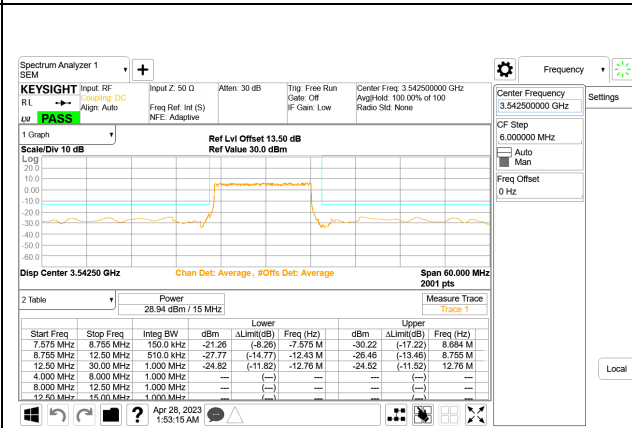 Spectrum Analyzer 1
SEM
+
Frequency
KEYSIGHT
RL
LXI
PASS
Input: RF
Coupling: DC
Align: Auto
Input Z: 50 Ω
Freq Ref: Int (S)
NFE: Adaptive
Atten: 30 dB
Trig: Free Run
Gate: Off
IF Gain: Low
Center Freq: 3.542500000 GHz
Avg|Hold: 100.00% of 100
Radio Std: None
Center Frequency
3.542500000 GHz
Settings
CF Step
6.000000 MHz
Auto
Man
Freq Offset
0 Hz
Local
1 Graph
Scale/Div 10 dB
Ref Lvl Offset 13.50 dB
Ref Value 30.0 dBm
Log
20.0
10.0
0.00
-10.0
-20.0
-30.0
-40.0
-50.0
-60.0
Disp Center 3.54250 GHz
Chan Det: Average , #Offs Det: Average
Span 60.000 MHz
2001 pts
2 Table
Power
28.94 dBm / 15 MHz
Measure Trace
Trace 1
Lower Upper
Start Freq Stop Freq Integ BW dBm ΔLimit(dB) Freq (Hz) dBm ΔLimit(dB) Freq (Hz)
7.575 MHz 8.755 MHz 150.0 kHz -21.26 (-8.26) -7.575 M -30.22 (-17.22) 8.684 M
8.755 MHz 12.50 MHz 510.0 kHz -27.77 (-14.77) -12.43 M -26.46 (-13.46) 8.755 M
12.50 MHz 30.00 MHz 1.000 MHz -24.82 (-11.82) -12.76 M -24.52 (-11.52) 12.76 M
4.000 MHz 8.000 MHz 1.000 MHz --- (---) --- --- (---) ---
8.000 MHz 12.50 MHz 1.000 MHz --- (---) --- --- (---) ---
12.50 MHz 15.00 MHz 1.000 MHz --- (---) --- --- (---) ---
?
Apr 28, 2023
1:53:15 AM